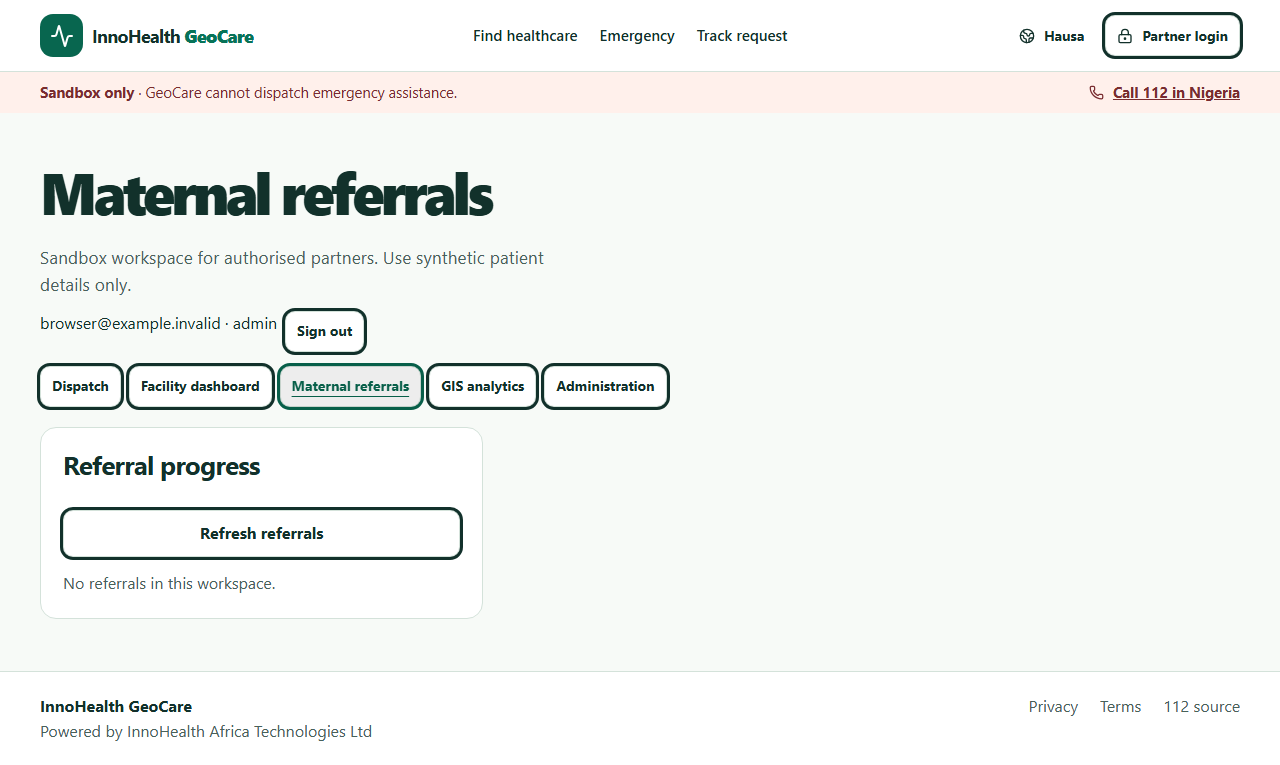 InnoHealth GeoCare
Find healthcare
Emergency
Track request
Hausa
Partner login
Sandbox only · GeoCare cannot dispatch emergency assistance.
Call 112 in Nigeria
Maternal referrals
Sandbox workspace for authorised partners. Use synthetic patient
details only.
browser@example.invalid · admin
Sign out
Dispatch
Facility dashboard
Maternal referrals
GIS analytics
Administration
Referral progress
Refresh referrals
No referrals in this workspace.
InnoHealth GeoCare
Privacy
Terms
112 source
Powered by InnoHealth Africa Technologies Ltd